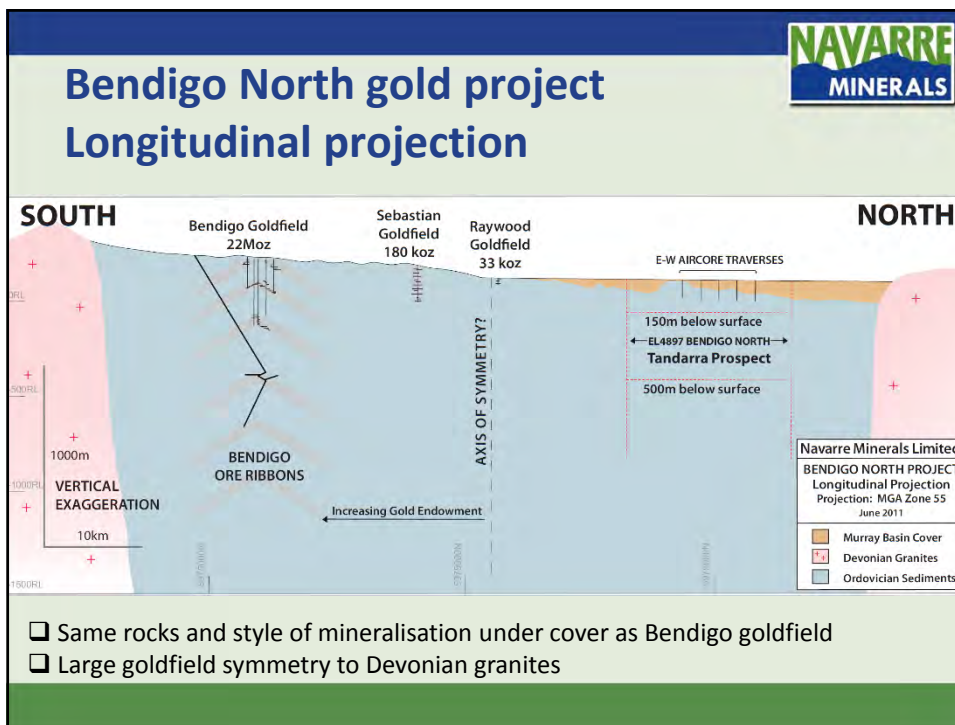 NAVARRE
MINERALS
Bendigo North gold project
Longitudinal projection
SOUTH
NORTH
Bendigo Goldfield
22Moz
Sebastian
Goldfield
180 koz
Raywood
Goldfield
33 koz
E-W AIRCORE TRAVERSES
0RL
150m below surface
EL4897 BENDIGO NORTH
Tandarra Prospect
500m below surface
AXIS OF SYMMETRY?
500RL
1000m
VERTICAL
EXAGGERATION
10km
BENDIGO
ORE RIBBONS
-1000RL
Increasing Gold Endowment
-1500RL
Navarre Minerals Limited
BENDIGO NORTH PROJECT
Longitudinal Projection
Projection: MGA Zone 55
June 2011
Murray Basin Cover
Devonian Granites
Ordovician Sediments
❑ Same rocks and style of mineralisation under cover as Bendigo goldfield
❑ Large goldfield symmetry to Devonian granites